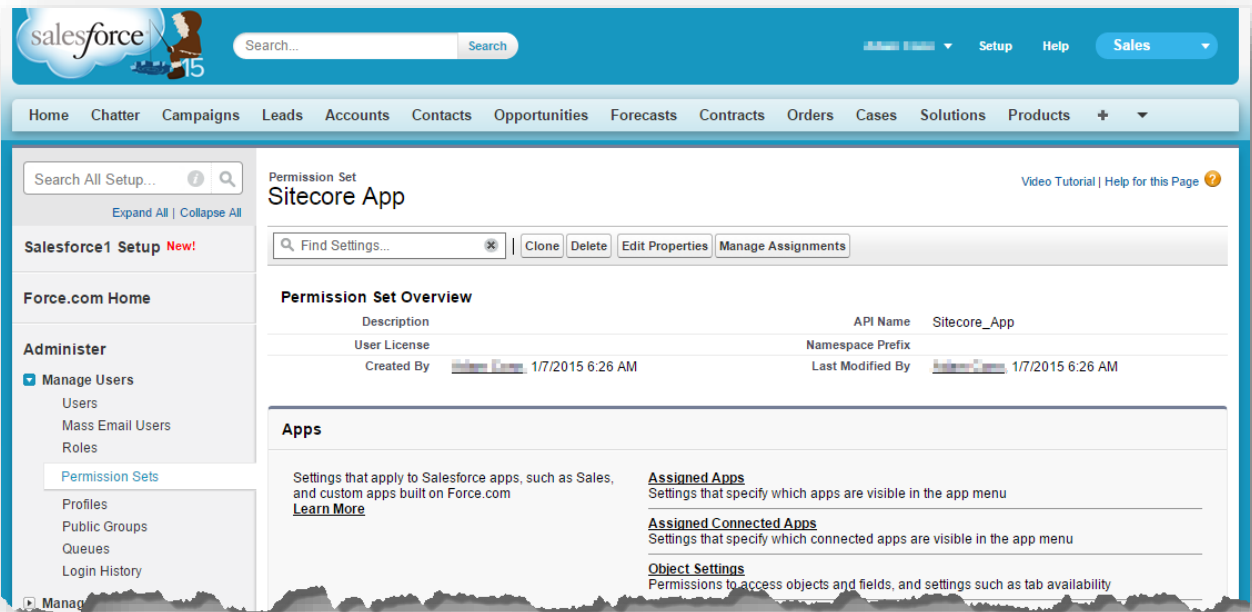 salesforce
15
Search...
Search
Setup
Help
Sales
Home Chatter Campaigns Leads Accounts Contacts Opportunities Forecasts Contracts Orders Cases Solutions Products +
Search All Setup...
Expand All | Collapse All
Salesforce1 Setup New!
Force.com Home
Administer
Manage Users
Users
Mass Email Users
Roles
Permission Sets
Profiles
Public Groups
Queues
Login History
Permission Set
Sitecore App
Video Tutorial | Help for this Page ?
Find Settings...
Clone Delete Edit Properties Manage Assignments
Permission Set Overview
Description
API Name Sitecore_App
User License
Namespace Prefix
Created By , 1/7/2015 6:26 AM
Last Modified By , 1/7/2015 6:26 AM
Apps
Settings that apply to Salesforce apps, such as Sales,
and custom apps built on Force.com
Learn More
Assigned Apps
Settings that specify which apps are visible in the app menu
Assigned Connected Apps
Settings that specify which connected apps are visible in the app menu
Object Settings
Permissions to access objects and fields, and settings such as tab availability